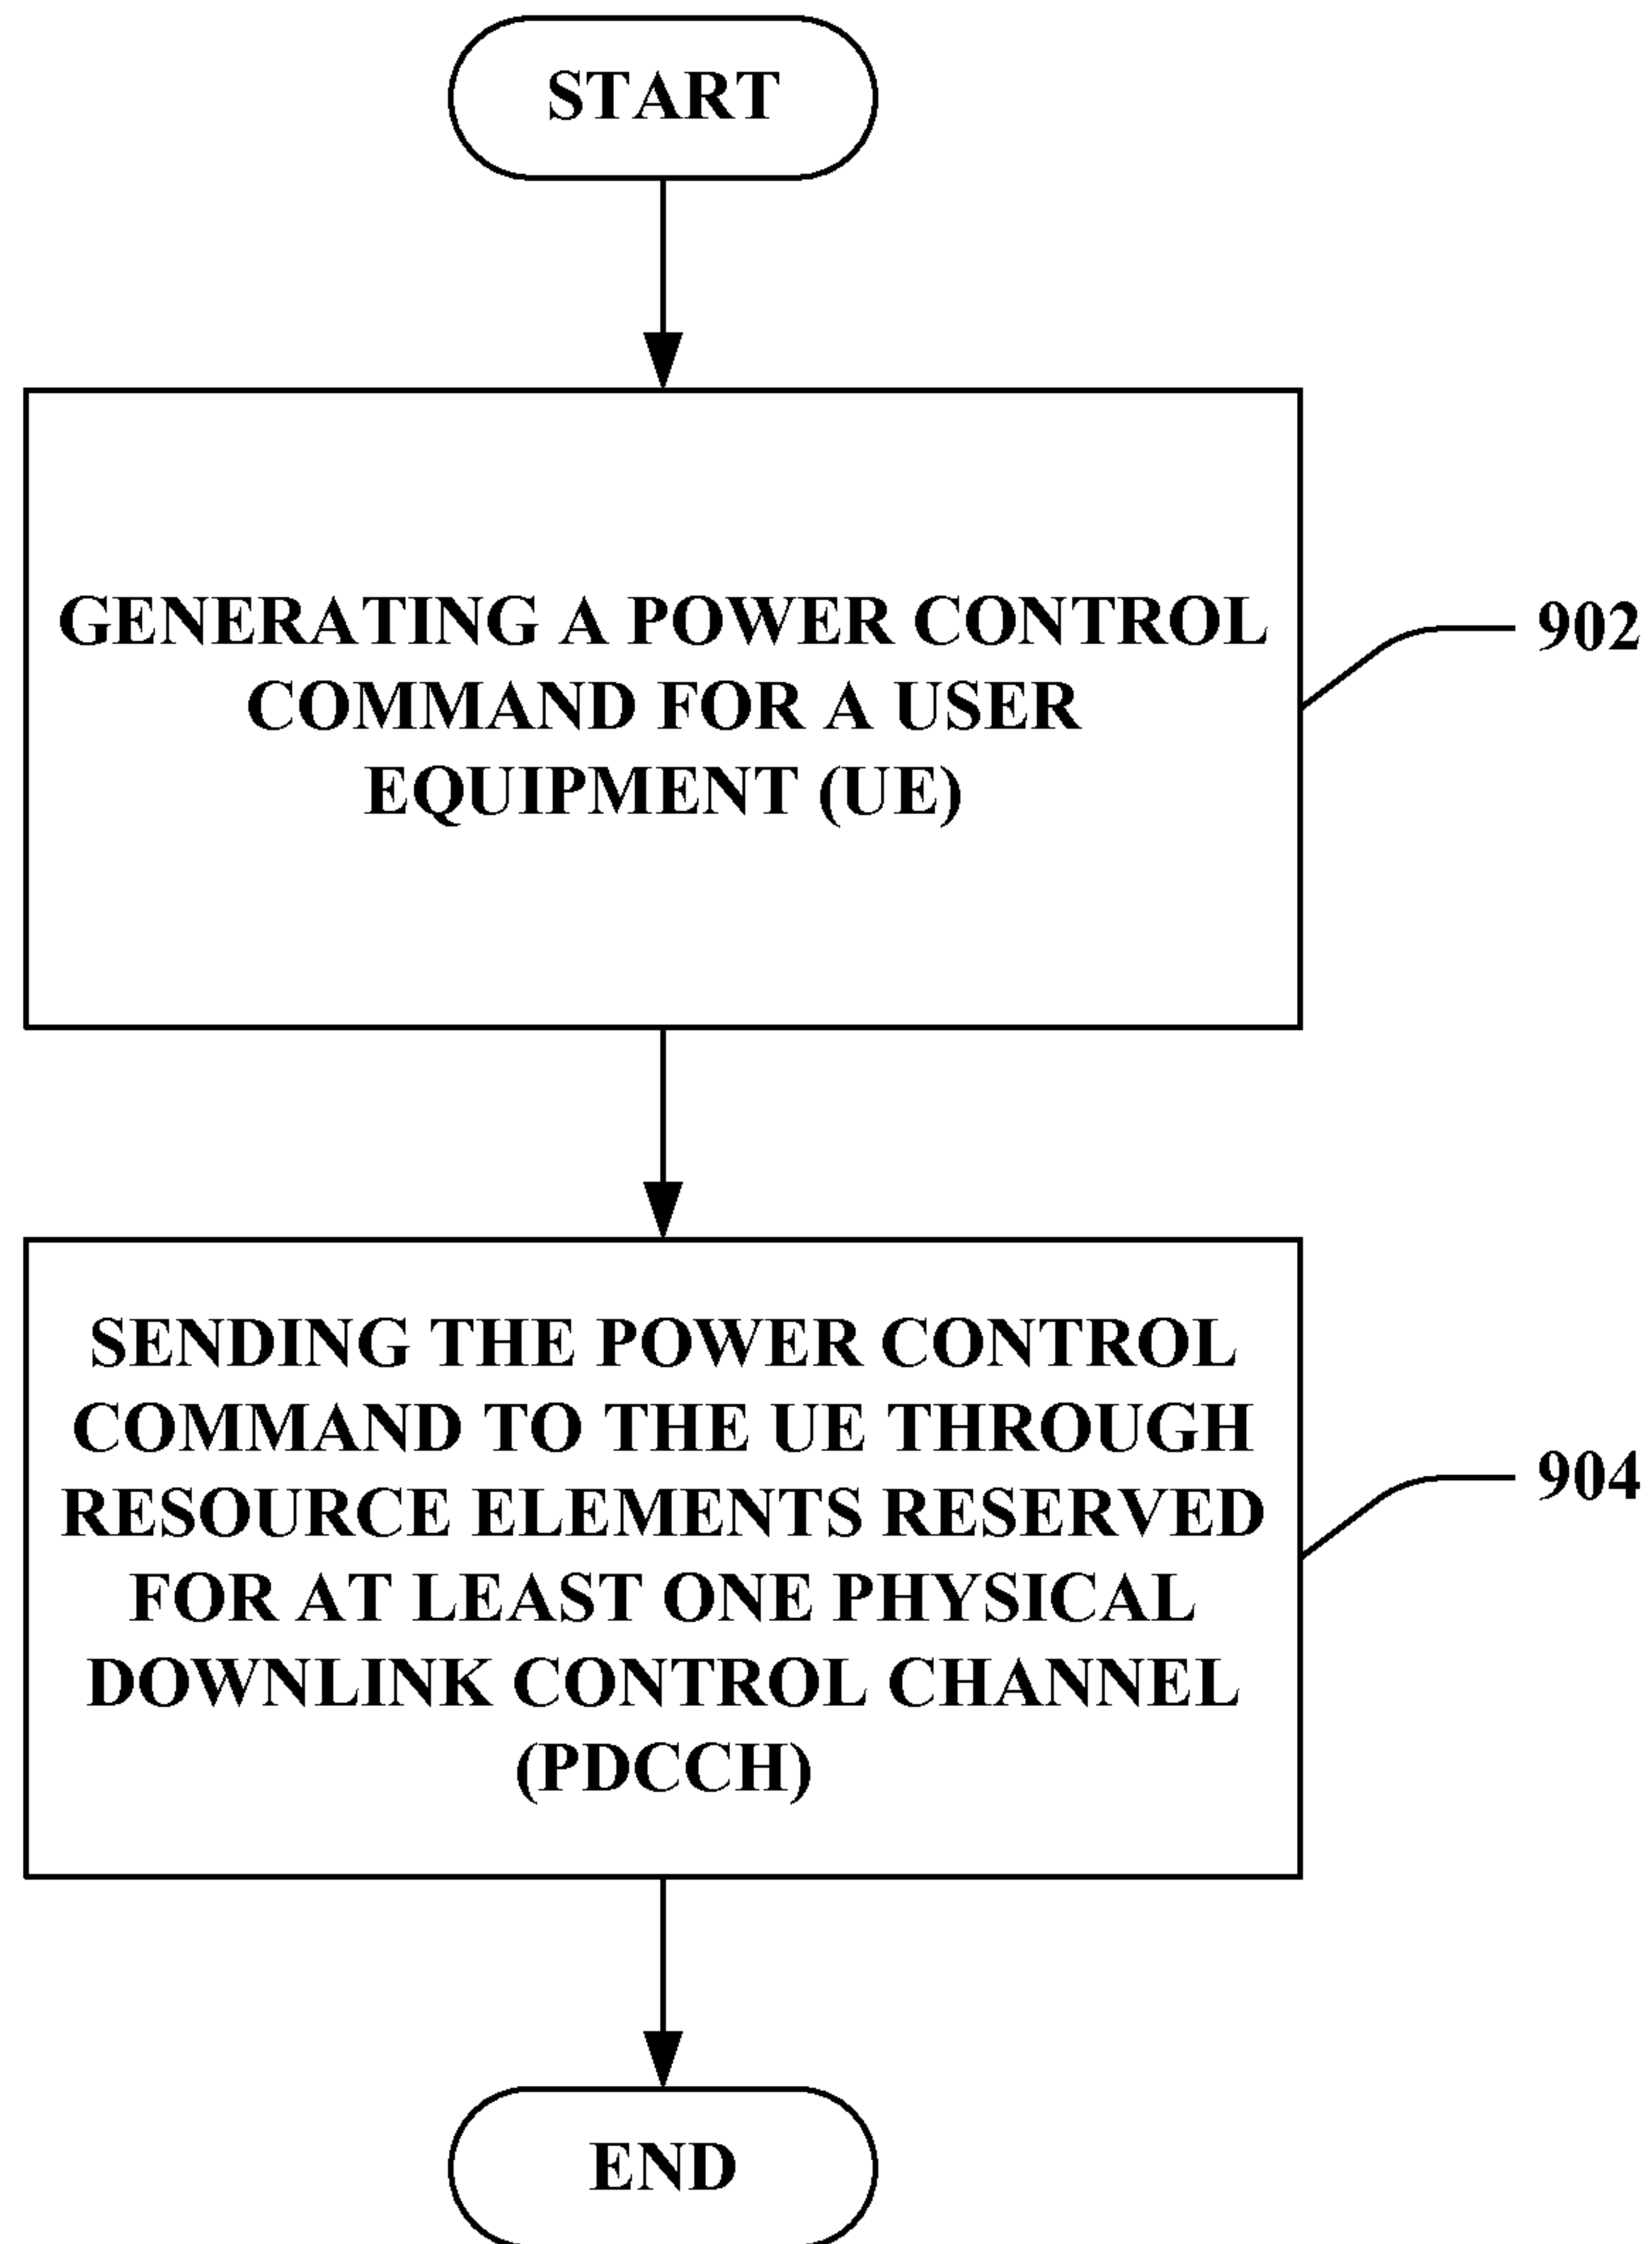 START
GENERATING A POWER CONTROL
COMMAND FOR A USER
EQUIPMENT (UE)
902
SENDING THE POWER CONTROL
COMMAND TO THE UE THROUGH
RESOURCE ELEMENTS RESERVED
FOR AT LEAST ONE PHYSICAL
DOWNLINK CONTROL CHANNEL
(PDCCH)
904
END